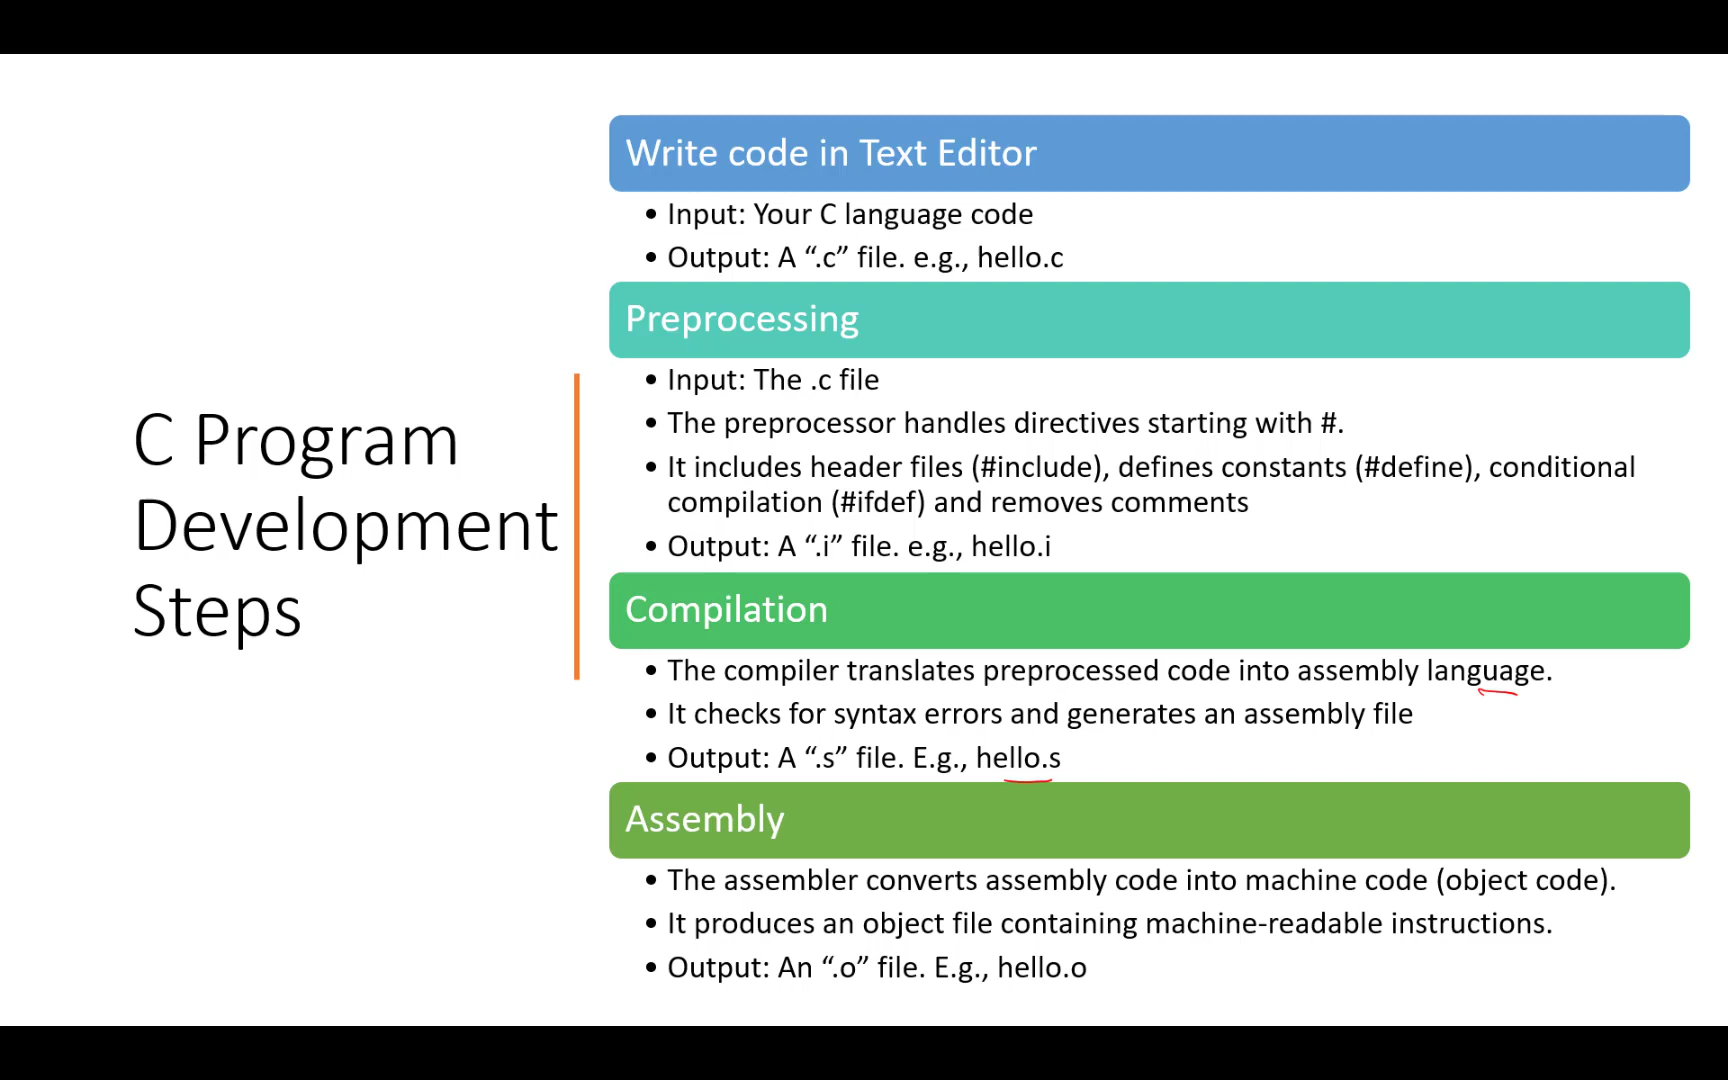 C Program
Development
Steps
Write code in Text Editor
• Input: Your C language code
• Output: A “.c” file. e.g., hello.c
Preprocessing
• Input: The .c file
• The preprocessor handles directives starting with #.
• It includes header files (#include), defines constants (#define), conditional
compilation (#ifdef) and removes comments
• Output: A “.i” file. e.g., hello.i
Compilation
• The compiler translates preprocessed code into assembly language.
• It checks for syntax errors and generates an assembly file
• Output: A “.s” file. E.g., hello.s
Assembly
• The assembler converts assembly code into machine code (object code).
• It produces an object file containing machine-readable instructions.
• Output: An “.o” file. E.g., hello.o